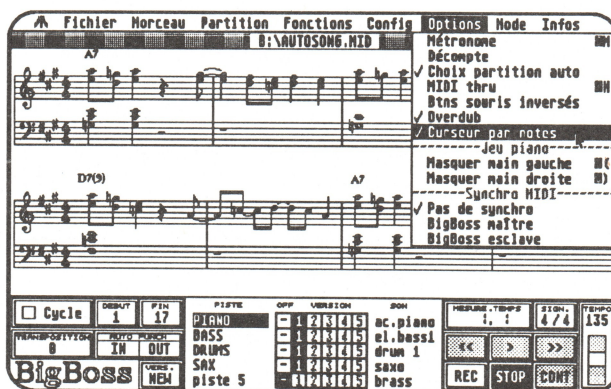 Fichier Morceau Partition Fonctions Config Options Mode Infos
B:\AUTOSONG.MID
Métronome
Décompte
✓ Choix partition auto
MIDI thru
Btns souris inversés
✓ Overdub
✓ Curseur par notes
Jeu piano
Masquer main gauche
Masquer main droite
Synchro MIDI
✓ Pas de synchro
BigBoss maître
BigBoss esclave
A7
D7(9) A7
Cycle
DEBUT
1
FIN
17
TRANSPOSITION
0
AUTO PUNCH
IN OUT
BigBoss
VERS.
NEW
PISTE OFF VERSION SON
PIANO - 1 2 3 4 5 ac.piano
BASS - 1 2 3 4 5 el.bassi
DRUMS - 1 2 3 4 5 drum 1
SAX - 1 2 3 4 5 saxo
piste 5 - 1 2 3 4 5 brass
MESURE.TEMPS
1. 1
SIGN.
4/4
TEMPO
135
<< > >>
REC STOP CONT